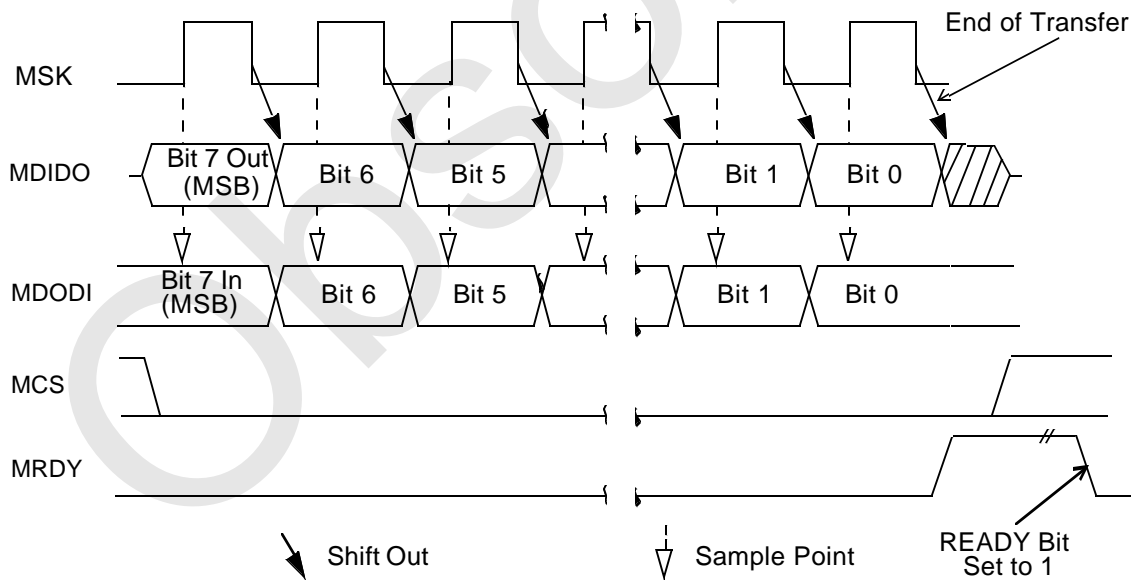 End of Transfer
MSK
MDIDO
Bit 7 Out
(MSB)
Bit 6
Bit 5
Bit 1
Bit 0
MDODI
Bit 7 In
(MSB)
Bit 6
Bit 5
Bit 1
Bit 0
MCS
MRDY
Shift Out
Sample Point
READY Bit
Set to 1